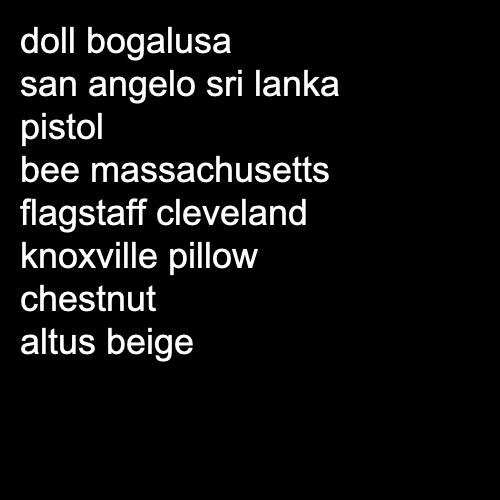 doll bogalusa
san angelo sri lanka
pistol
bee massachusetts
flagstaff cleveland
knoxville pillow
chestnut
altus beige